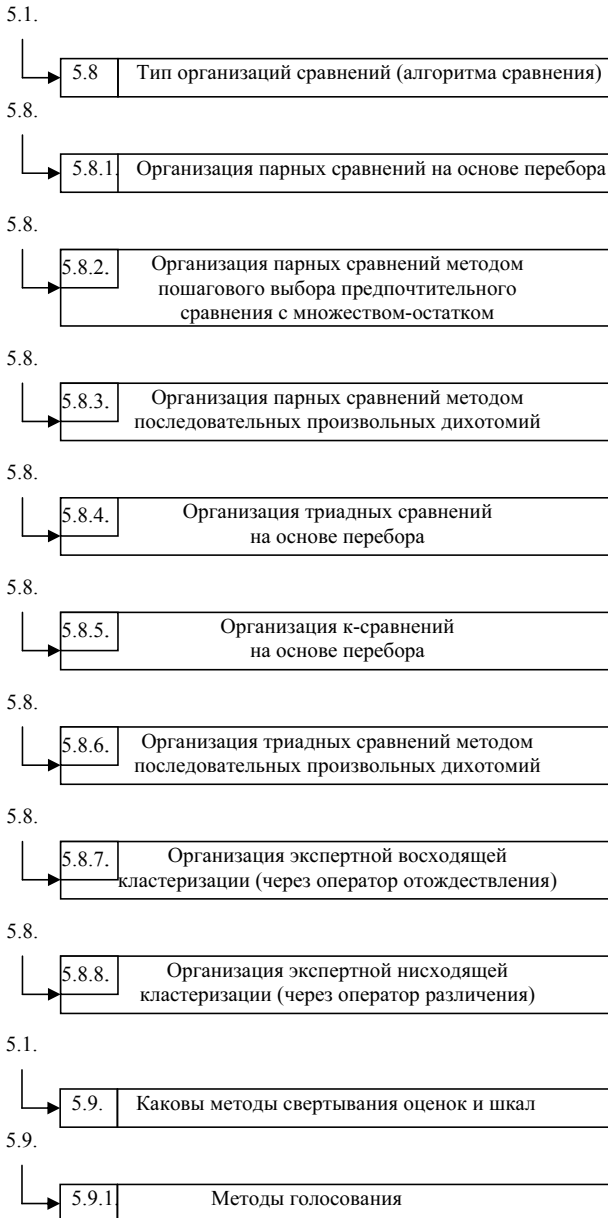 5.1.
5.8 Тип организаций сравнений (алгоритма сравнения)
5.8.
5.8.1. Организация парных сравнений на основе перебора
5.8.
5.8.2. Организация парных сравнений методом
пошагового выбора предпочтительного
сравнения с множеством-остатком
5.8.
5.8.3. Организация парных сравнений методом
последовательных произвольных дихотомий
5.8.
5.8.4. Организация триадных сравнений
на основе перебора
5.8.
5.8.5. Организация к-сравнений
на основе перебора
5.8.
5.8.6. Организация триадных сравнений методом
последовательных произвольных дихотомий
5.8.
5.8.7. Организация экспертной восходящей
кластеризации (через оператор отождествления)
5.8.
5.8.8. Организация экспертной нисходящей
кластеризации (через оператор различения)
5.1.
5.9. Каковы методы свертывания оценок и шкал
5.9.
5.9.1. Методы голосования